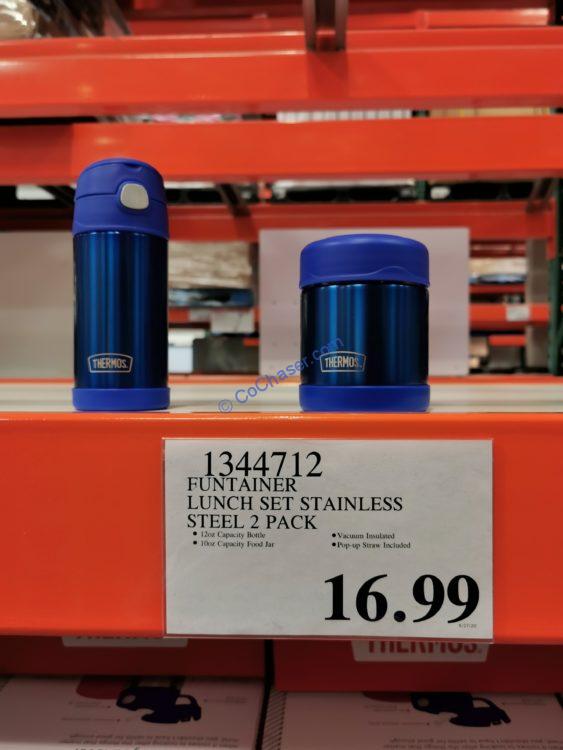 THERMOS
THERMOS
© CoChaser.com
1344712
FUNTAINER
LUNCH SET STAINLESS
STEEL 2 PACK
• 12oz Capacity Bottle
• Vacuum Insulated
• 10oz Capacity Food Jar
• Pop-up Straw Included
16.99
THERMOS